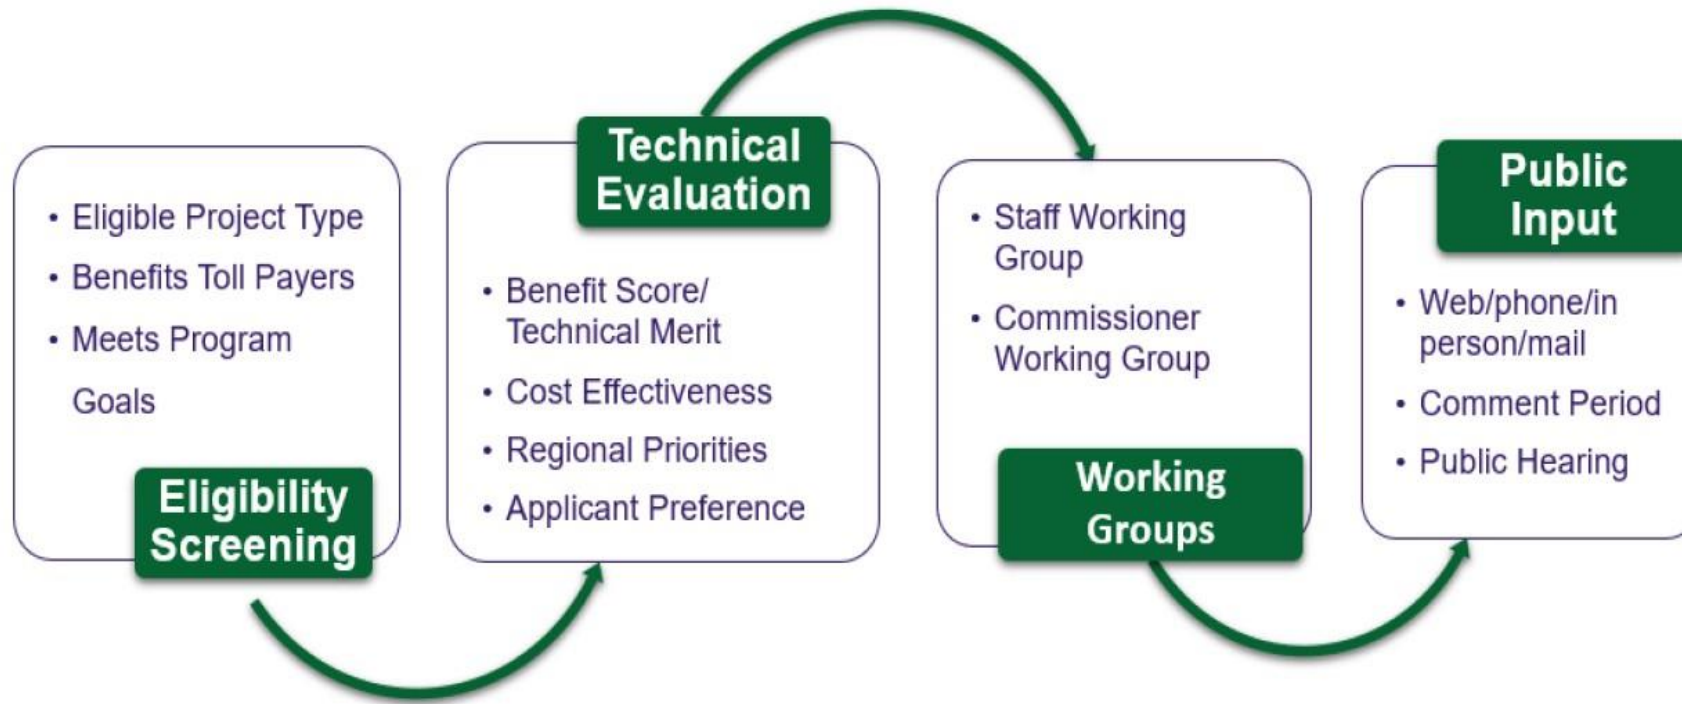 • Eligible Project Type
• Benefits Toll Payers
• Meets Program
Goals
Eligibility
Screening
Technical
Evaluation
• Benefit Score/
Technical Merit
• Cost Effectiveness
• Regional Priorities
• Applicant Preference
• Staff Working
Group
• Commissioner
Working Group
Working
Groups
Public
Input
• Web/phone/in
person/mail
• Comment Period
• Public Hearing